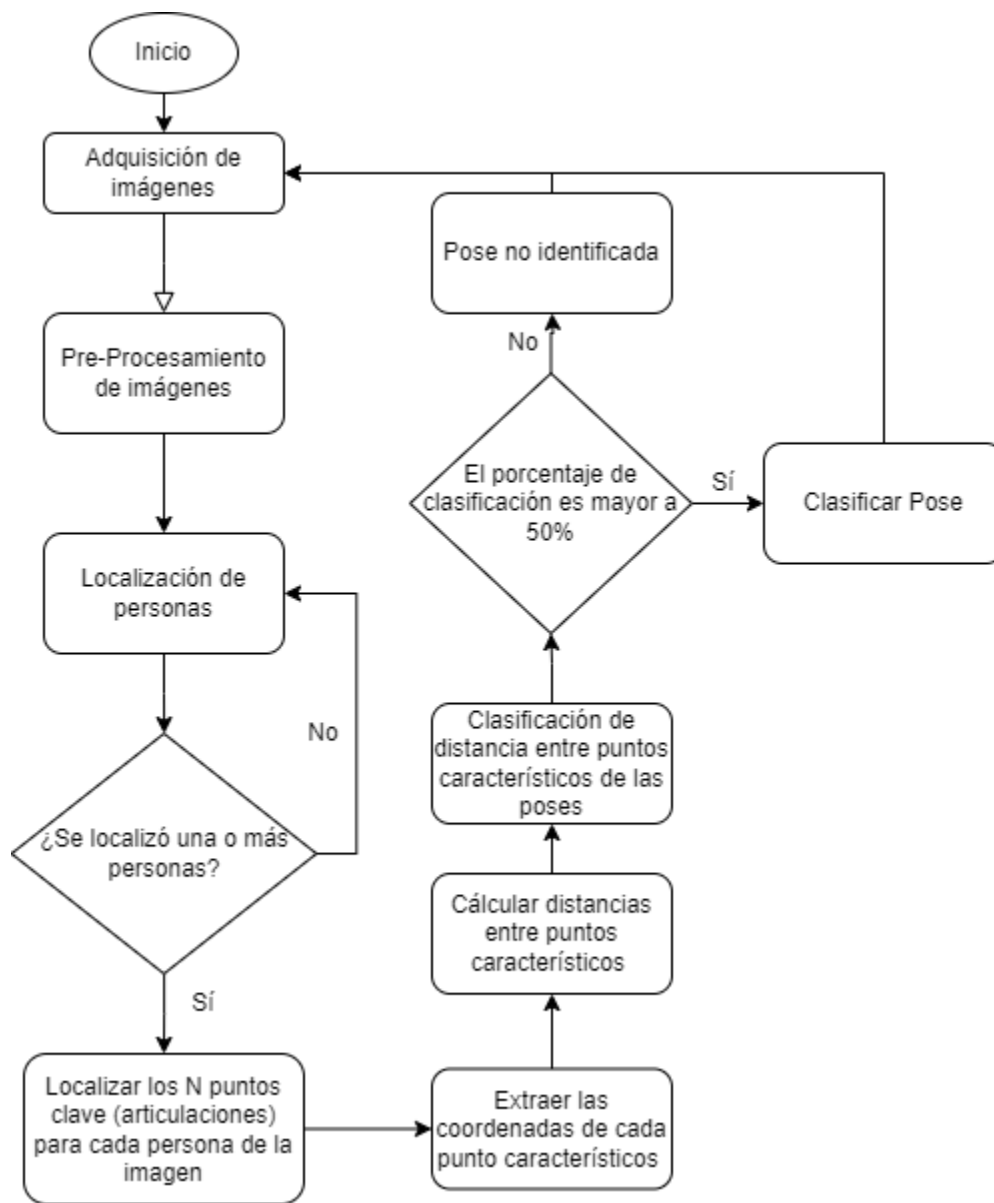 Inicio
Adquisición de
imágenes
Pre-Procesamiento
de imágenes
Localización de
personas
No
¿Se localizó una o más
personas?
Sí
Localizar los N puntos
clave (articulaciones)
para cada persona de la
imagen
Extraer las
coordenadas de cada
punto característicos
Cálcular distancias
entre puntos
característicos
Clasificación de
distancia entre puntos
característicos de las
poses
El porcentaje de
clasificación es mayor a
50%
No
Pose no identificada
Sí
Clasificar Pose